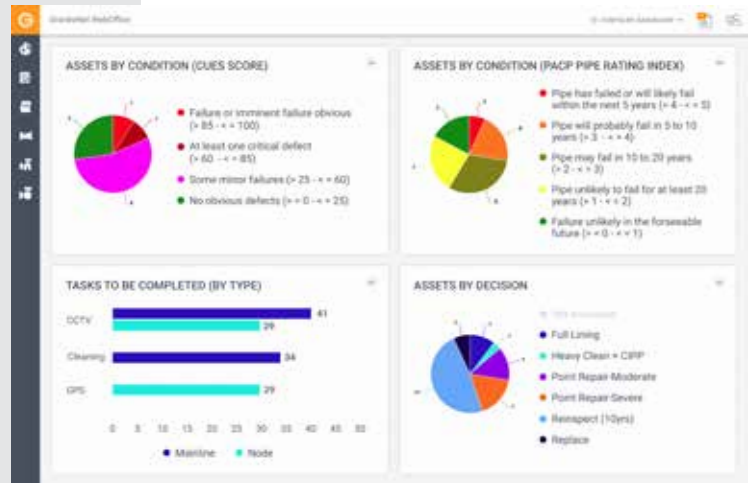 G
GraniteNet WebOffice
ASSETS BY CONDITION (CUES SCORE)
Failure or imminent failure obvious
(> 85 - < = 100)
At least one critical defect
(> 60 - < = 85)
Some minor failures (> 25 - < = 60)
No obvious defects (> = 0 - < = 25)
ASSETS BY CONDITION (PACP PIPE RATING INDEX)
Pipe has failed or will likely fail
within the next 5 years (> 4 - < = 5)
Pipe will probably fail in 5 to 10
years (> 3 - < = 4)
Pipe may fail in 10 to 20 years
(> 2 - < = 3)
Pipe unlikely to fail for at least 20
years (> 1 - < = 2)
Failure unlikely in the forseeable
future (> = 0 - < = 1)
TASKS TO BE COMPLETED (BY TYPE)
CCTV
41
29
Cleaning
34
GPS
29
0 5 10 15 20 25 30 35 40 45 50
Mainline Node
ASSETS BY DECISION
Full Lining
Heavy Clean + CIPP
Point Repair-Moderate
Point Repair-Severe
Reinspect (10yrs)
Replace